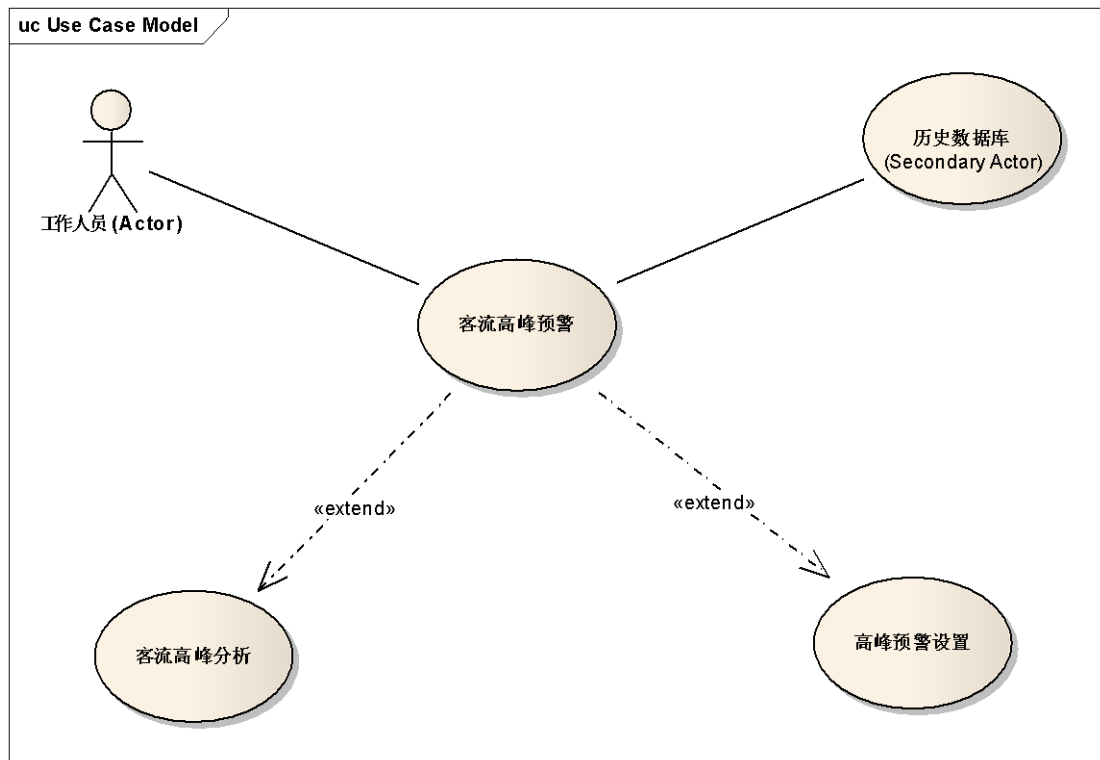 uc Use Case Model
工作人员 (Actor)
历史数据库
(Secondary Actor)
客流高峰预警
«extend»
«extend»
客流高峰分析
高峰预警设置